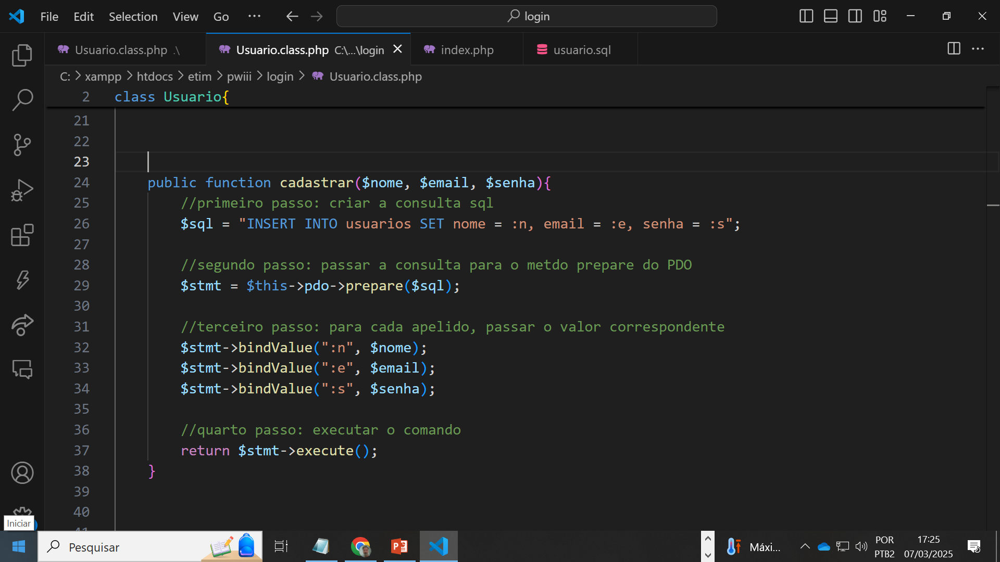 File Edit Selection View Go ··· login
Usuario.class.php .\ Usuario.class.php C:\...\login index.php usuario.sql
C: > xampp > htdocs > etim > pwiii > login > Usuario.class.php
2 class Usuario{
21
22
23
24 public function cadastrar($nome, $email, $senha){
25 //primeiro passo: criar a consulta sql
26 $sql = "INSERT INTO usuarios SET nome = :n, email = :e, senha = :s";
27
28 //segundo passo: passar a consulta para o metdo prepare do PDO
29 $stmt = $this->pdo->prepare($sql);
30
31 //terceiro passo: para cada apelido, passar o valor correspondente
32 $stmt->bindValue(":n", $nome);
33 $stmt->bindValue(":e", $email);
34 $stmt->bindValue(":s", $senha);
35
36 //quarto passo: executar o comando
37 return $stmt->execute();
38 }
39
40
41
Iniciar
Pesquisar
Máxi...
POR
PTB2
17:25
07/03/2025